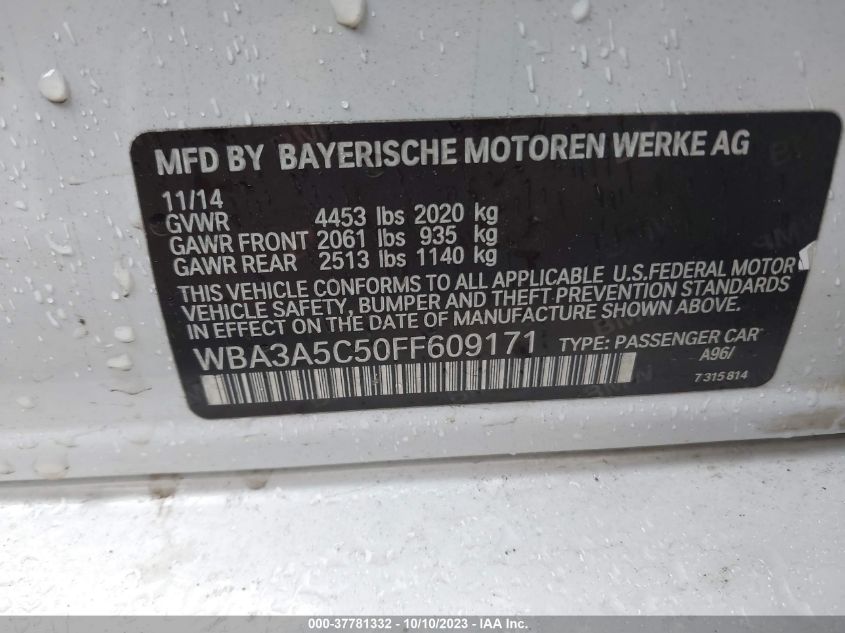 MFD BY BAYERISCHE MOTOREN WERKE AG
11/14
GVWR 4453 lbs 2020 kg
GAWR FRONT 2061 lbs 935 kg
GAWR REAR 2513 lbs 1140 kg
THIS VEHICLE CONFORMS TO ALL APPLICABLE U.S.FEDERAL MOTOR
VEHICLE SAFETY, BUMPER AND THEFT PREVENTION STANDARDS
IN EFFECT ON THE DATE OF MANUFACTURE SHOWN ABOVE.
WBA3A5C50FF609171 TYPE: PASSENGER CAR
A96/
7315814
000-37781332 - 10/10/2023 - IAA Inc.